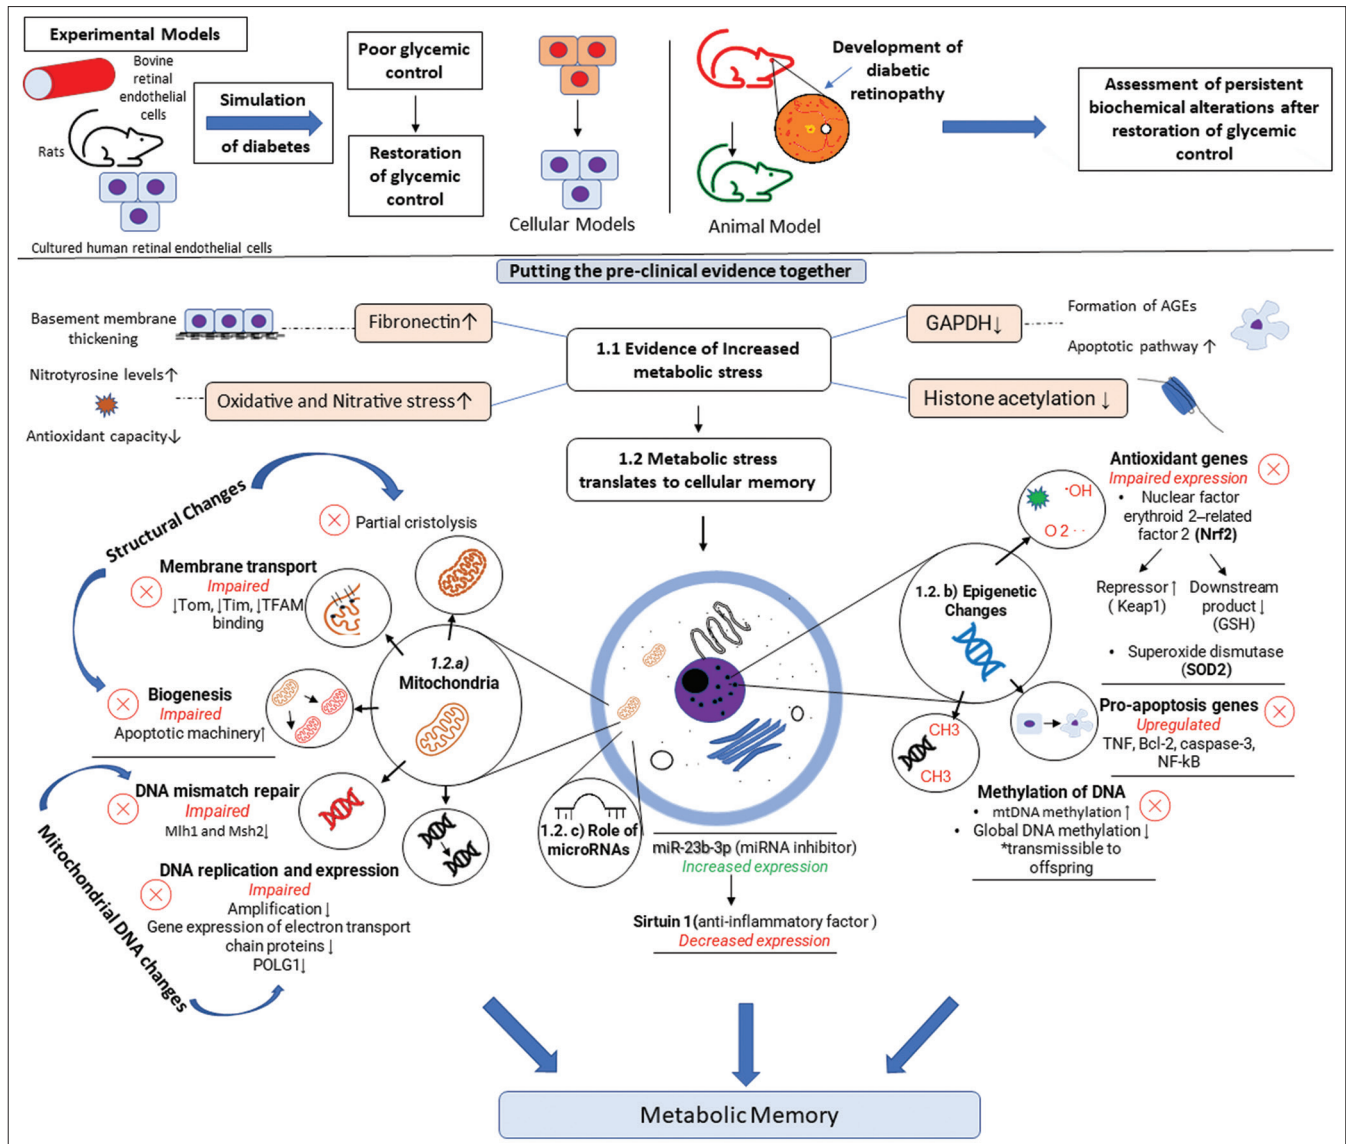 Experimental Models
Bovine
retinal
endothelial
cells
Rats
Cultured human retinal endothelial cells
Simulation
of diabetes
Poor glycemic
control
Restoration
of glycemic
control
Cellular Models
Development of
diabetic
retinopathy
Animal Model
Assessment of persistent
biochemical alterations after
restoration of glycemic
control
Putting the pre-clinical evidence together
Basement membrane
thickening
Fibronectin↑
Nitrotyrosine levels↑
Antioxidant capacity↓
Oxidative and Nitrative stress↑
1.1 Evidence of Increased
metabolic stress
GAPDH↓
Formation of AGEs
Apoptotic pathway ↑
Histone acetylation ↓
1.2 Metabolic stress
translates to cellular memory
Structural Changes
Partial cristolysis
Membrane transport
Impaired
↓Tom, ↓Tim, ↓TFAM
binding
Biogenesis
Impaired
Apoptotic machinery↑
1.2.a)
Mitochondria
Mitochondrial DNA changes
DNA mismatch repair
Impaired
Mlh1 and Msh2↓
DNA replication and expression
Impaired
Amplification ↓
Gene expression of electron transport
chain proteins ↓
POLG1↓
1.2. c) Role of
microRNAs
miR-23b-3p (miRNA inhibitor)
Increased expression
Sirtuin 1 (anti-inflammatory factor )
Decreased expression
1.2. b) Epigenetic
Changes
·OH
O 2 · ·
Antioxidant genes
Impaired expression
• Nuclear factor
erythroid 2–related
factor 2 (Nrf2)
Repressor ↑
( Keap1)
Downstream
product ↓
(GSH)
• Superoxide dismutase
(SOD2)
Pro-apoptosis genes
Upregulated
TNF, Bcl-2, caspase-3,
NF-kB
CH3
CH3
Methylation of DNA
• mtDNA methylation ↑
• Global DNA methylation ↓
*transmissible to
offspring
Metabolic Memory